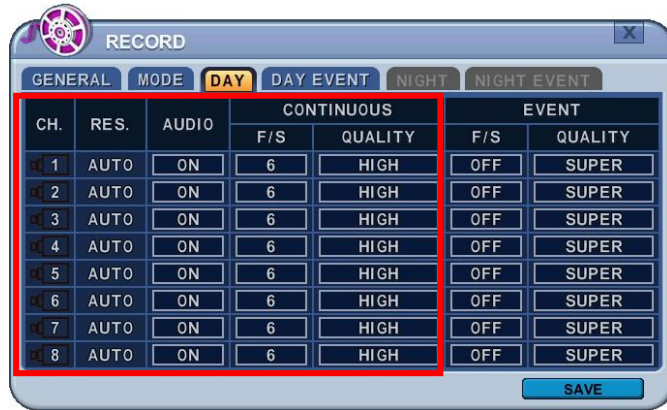 RECORD X
GENERAL MODE DAY DAY EVENT NIGHT NIGHT EVENT
CH. RES. AUDIO CONTINUOUS EVENT
F/S QUALITY F/S QUALITY
1 AUTO ON 6 HIGH OFF SUPER
2 AUTO ON 6 HIGH OFF SUPER
3 AUTO ON 6 HIGH OFF SUPER
4 AUTO ON 6 HIGH OFF SUPER
5 AUTO ON 6 HIGH OFF SUPER
6 AUTO ON 6 HIGH OFF SUPER
7 AUTO ON 6 HIGH OFF SUPER
8 AUTO ON 6 HIGH OFF SUPER
SAVE